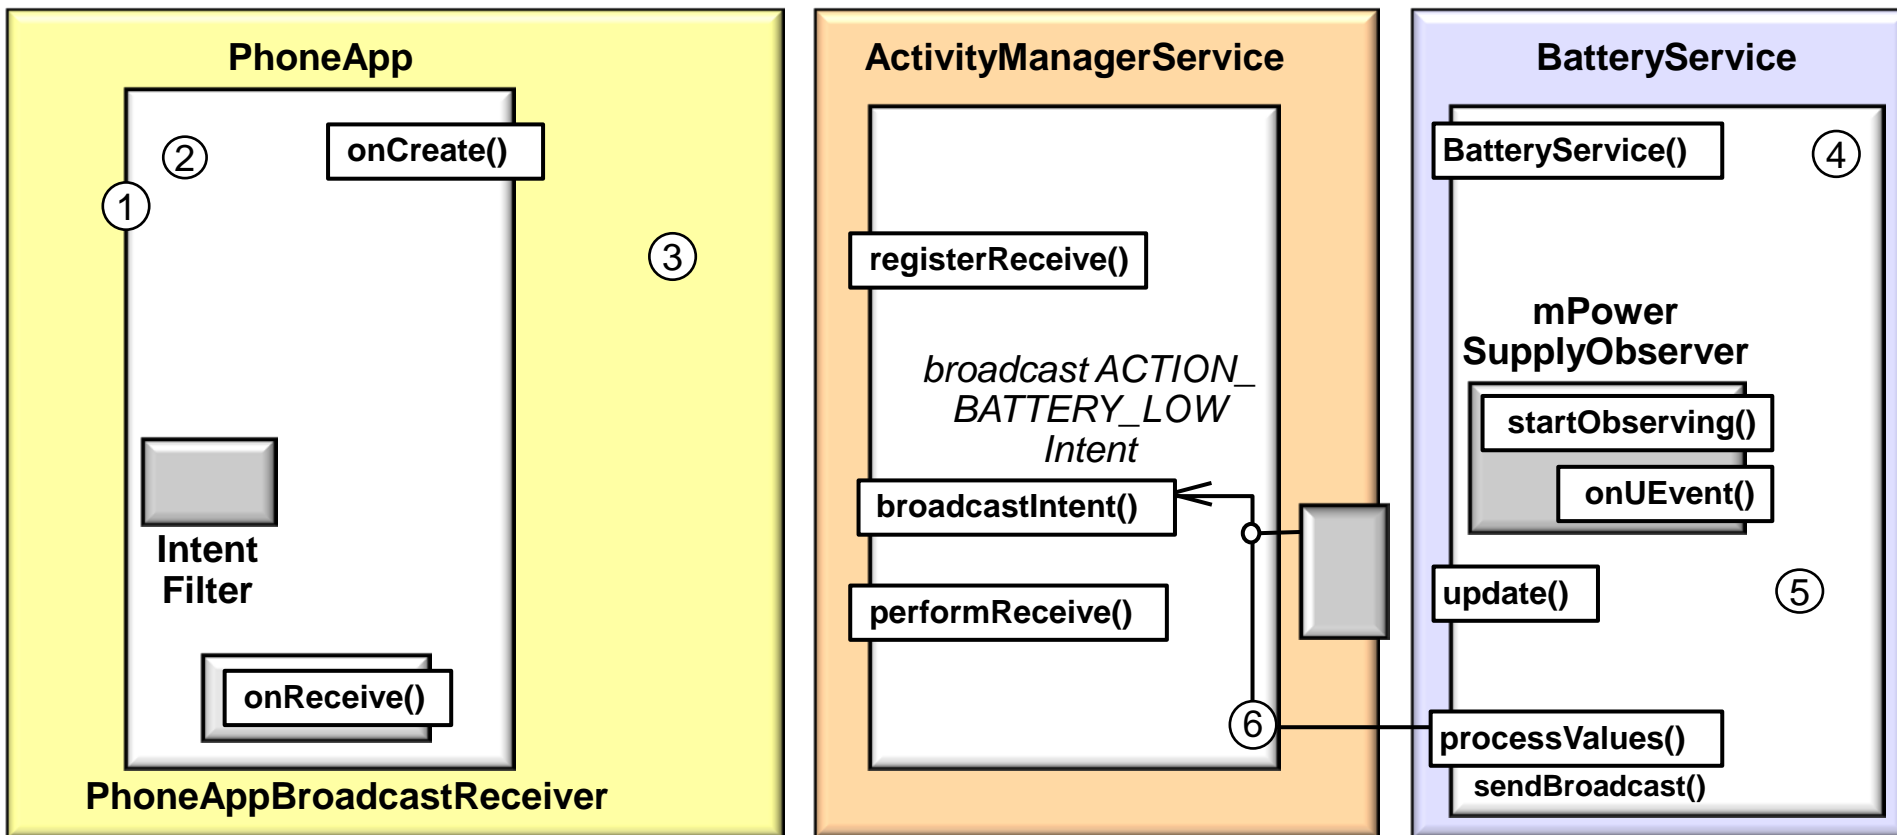 PhoneApp
onCreate()
2
1
3
Intent
Filter
onReceive()
PhoneAppBroadcastReceiver
ActivityManagerService
registerReceive()
broadcast ACTION_
BATTERY_LOW
Intent
broadcastIntent()
performReceive()
6
BatteryService
BatteryService()
4
mPower
SupplyObserver
startObserving()
onUEvent()
update()
5
processValues()
sendBroadcast()